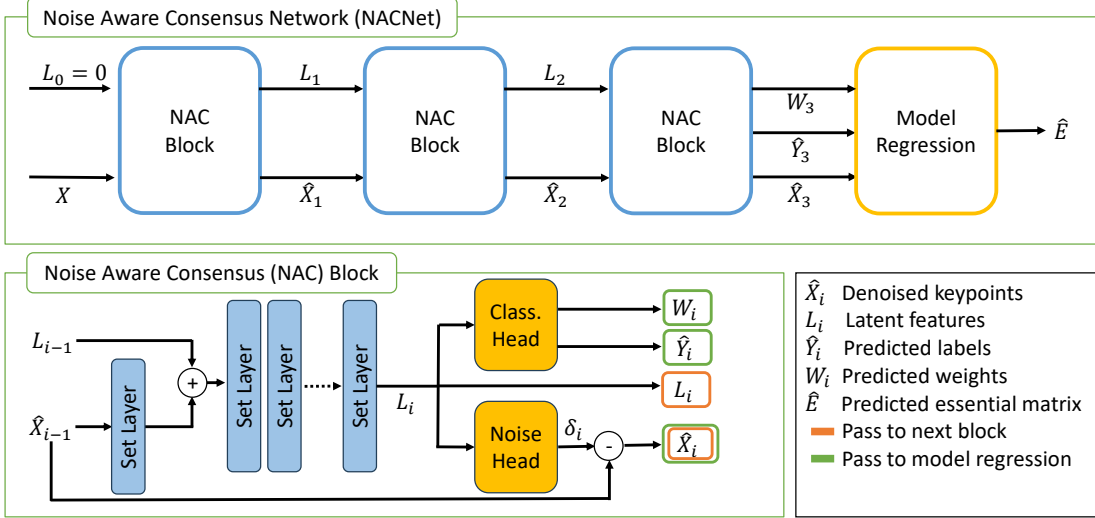 Noise Aware Consensus Network (NACNet)
L₀ = 0
X
NAC
Block
L₁
X̂₁
NAC
Block
L₂
X̂₂
NAC
Block
W₃
Ŷ₃
X̂₃
Model
Regression
Ê
Noise Aware Consensus (NAC) Block
Lᵢ₋₁
X̂ᵢ₋₁
Set Layer
+
Set Layer
Set Layer
Set Layer
Lᵢ
Class.
Head
Noise
Head
δᵢ
-
Wᵢ
Ŷᵢ
Lᵢ
X̂ᵢ
X̂ᵢ Denoised keypoints
Lᵢ Latent features
Ŷᵢ Predicted labels
Wᵢ Predicted weights
Ê Predicted essential matrix
Pass to next block
Pass to model regression